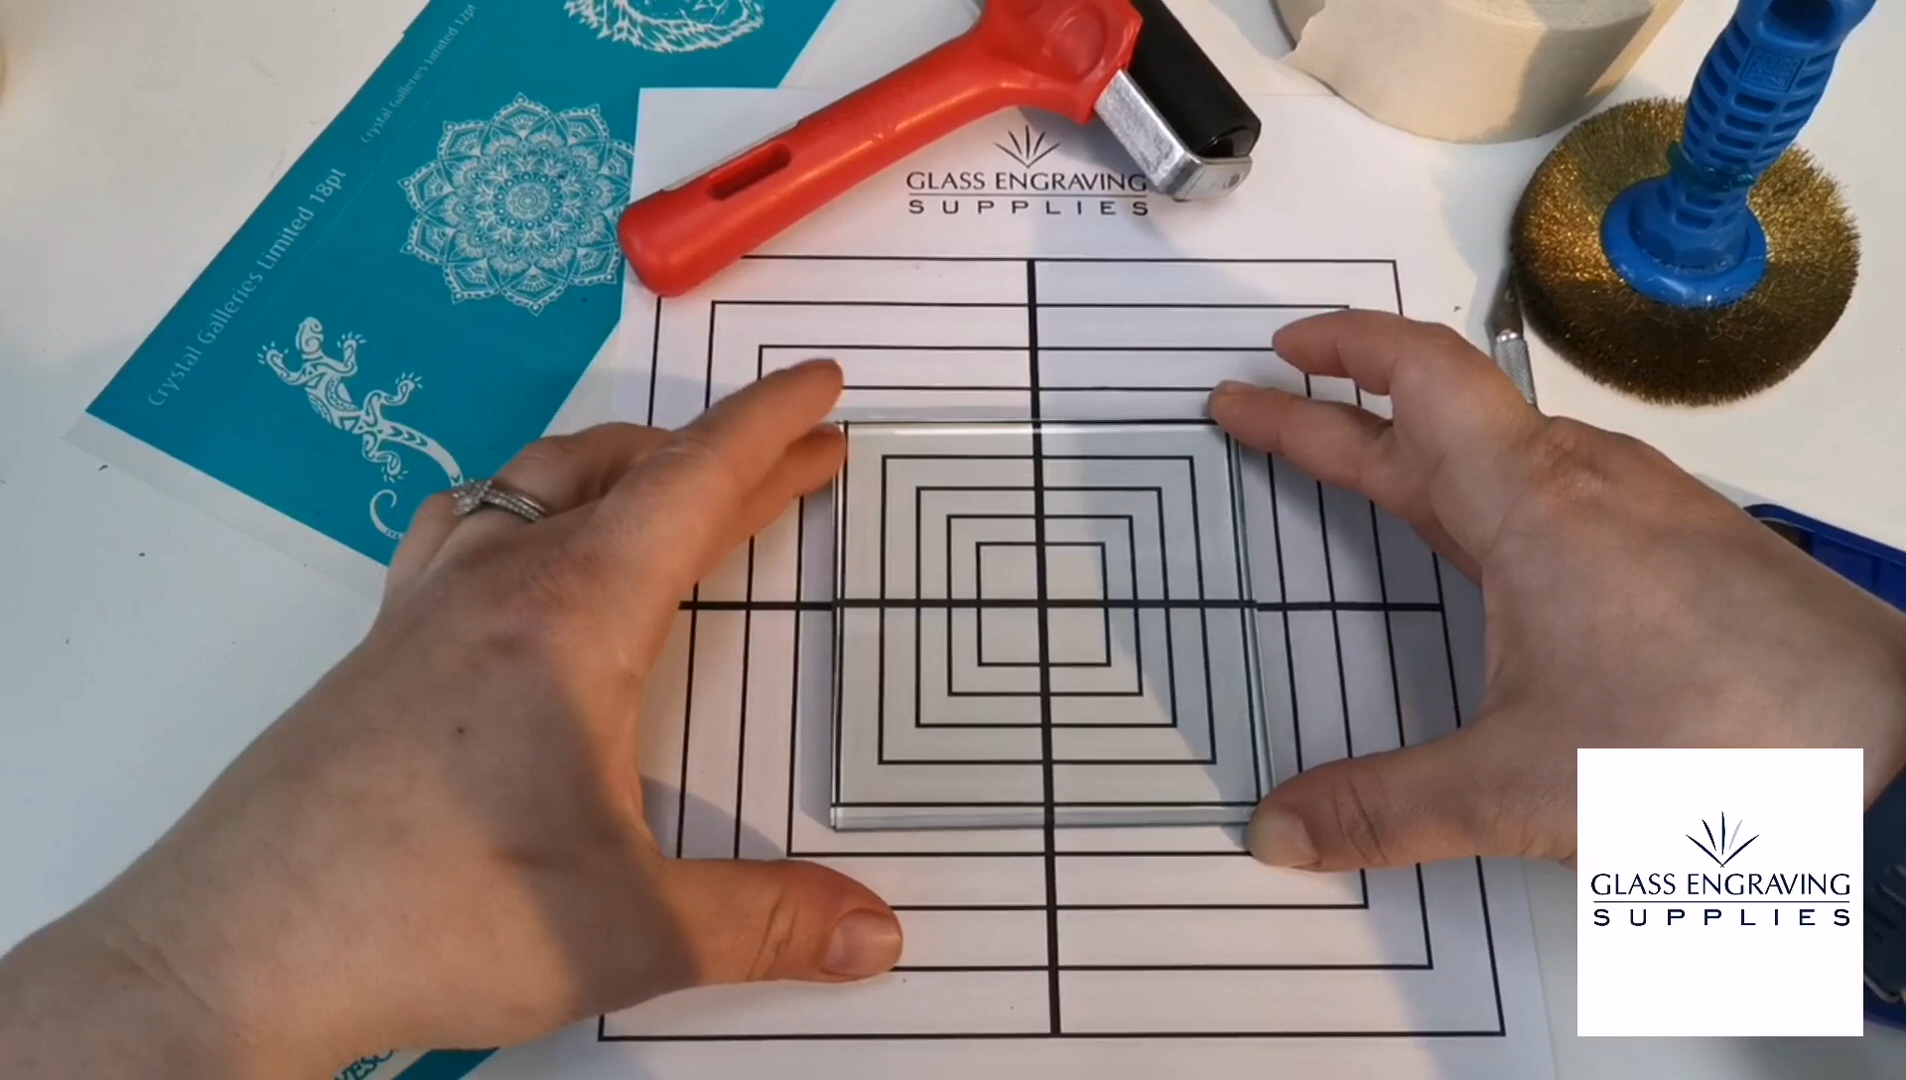 Crystal Galleries Limited 12pt
Crystal Galleries Limited 18pt
GLASS ENGRAVING
SUPPLIES
GLASS ENGRAVING
SUPPLIES